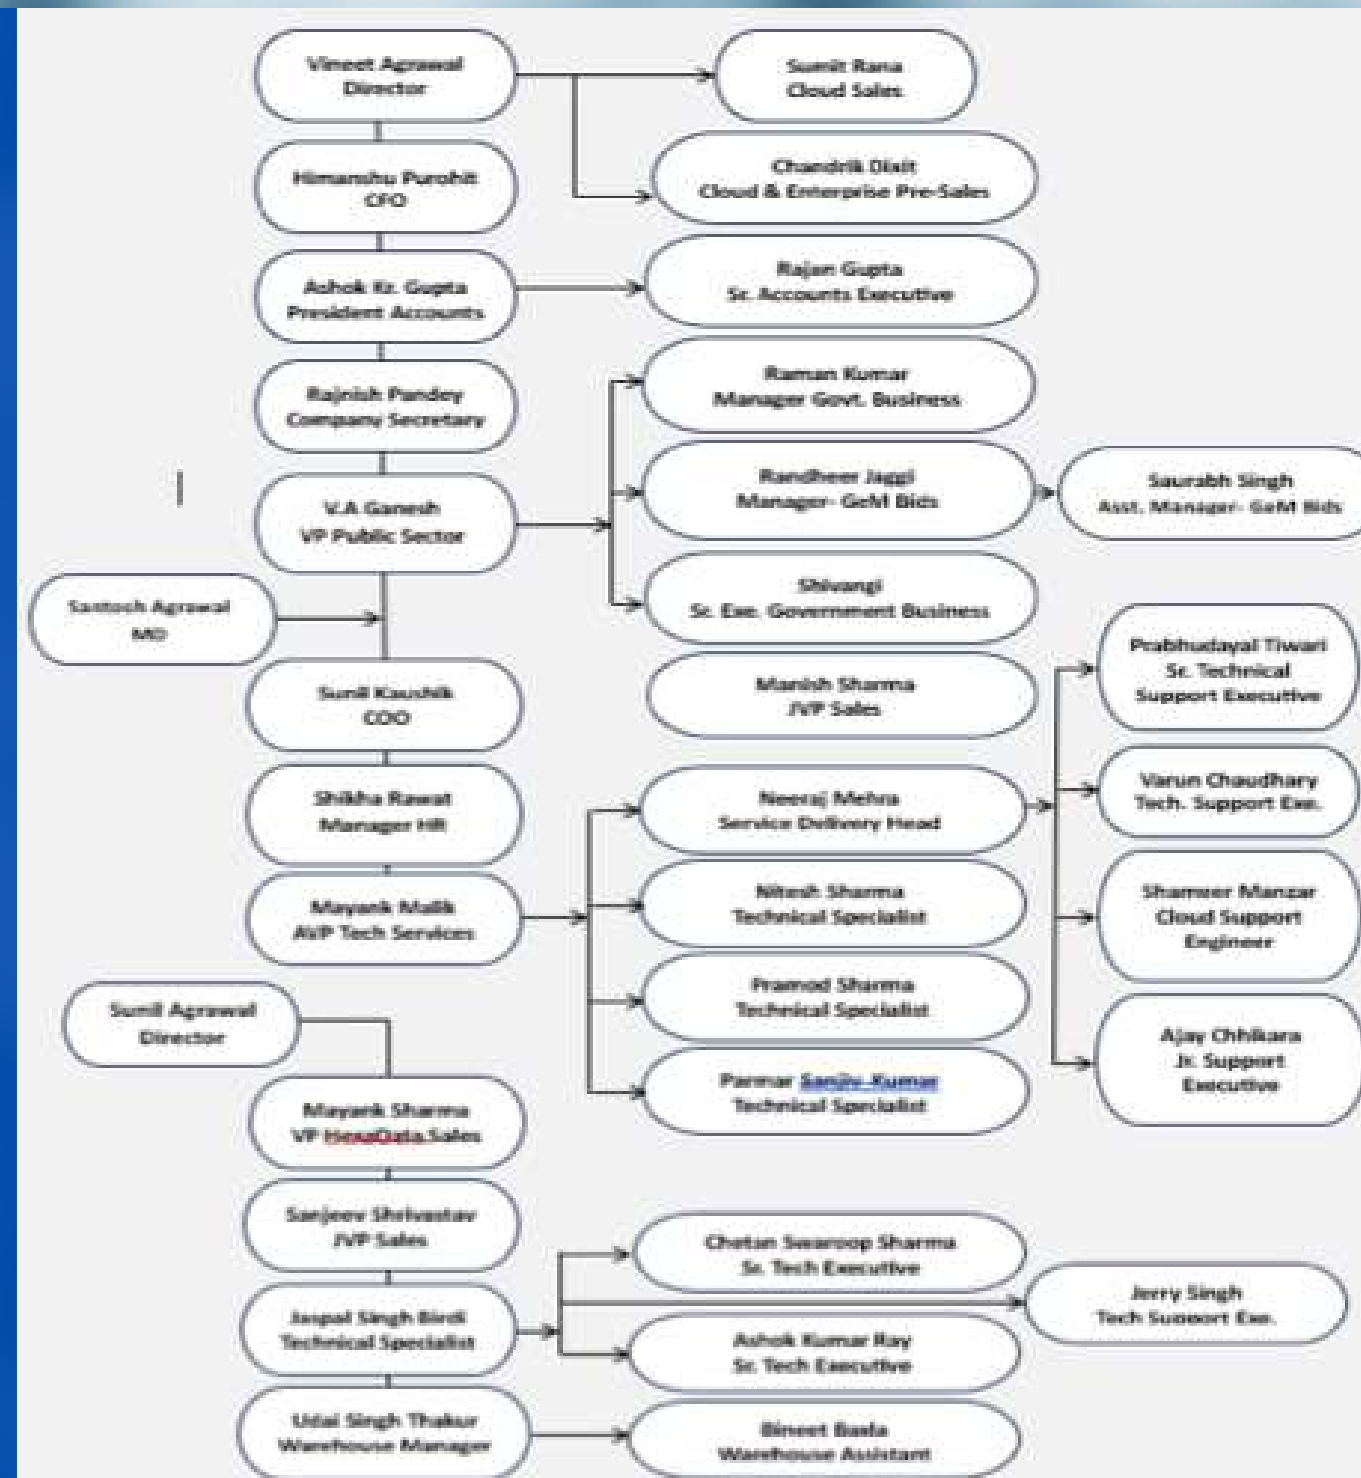 Vineet Agrawal
Director
Sumit Rana
Cloud Sales
Himanshu Purohit
CFO
Chandrik Dixit
Cloud & Enterprise Pre-Sales
Ashok Kr. Gupta
President Accounts
Rajan Gupta
Sr. Accounts Executive
Rajnish Pandey
Company Secretary
Raman Kumar
Manager Govt. Business
V.A Ganesh
VP Public Sector
Randheer Jaggi
Manager- GeM Bids
Saurabh Singh
Asst. Manager- GeM Bids
Shivangi
Sr. Exe. Government Business
Santosh Agrawal
MD
Sunil Kaushik
COO
Manish Sharma
JVP Sales
Prabhudayal Tiwari
Sr. Technical
Support Executive
Shikha Rawat
Manager HR
Neeraj Mehra
Service Delivery Head
Varun Chaudhary
Tech. Support Exe.
Mayank Malik
AVP Tech Services
Nitesh Sharma
Technical Specialist
Shameer Manzar
Cloud Support
Engineer
Sunil Agrawal
Director
Pramod Sharma
Technical Specialist
Ajay Chhikara
Jr. Support
Executive
Mayank Sharma
VP HexaData Sales
Parmar Sanjiv Kumar
Technical Specialist
Sanjeev Shrivastav
JVP Sales
Chetan Swaroop Sharma
Sr. Tech Executive
Jerry Singh
Tech Support Exe.
Jaspal Singh Birdi
Technical Specialist
Ashok Kumar Ray
Sr. Tech Executive
Udai Singh Thakur
Warehouse Manager
Bineet Baxla
Warehouse Assistant